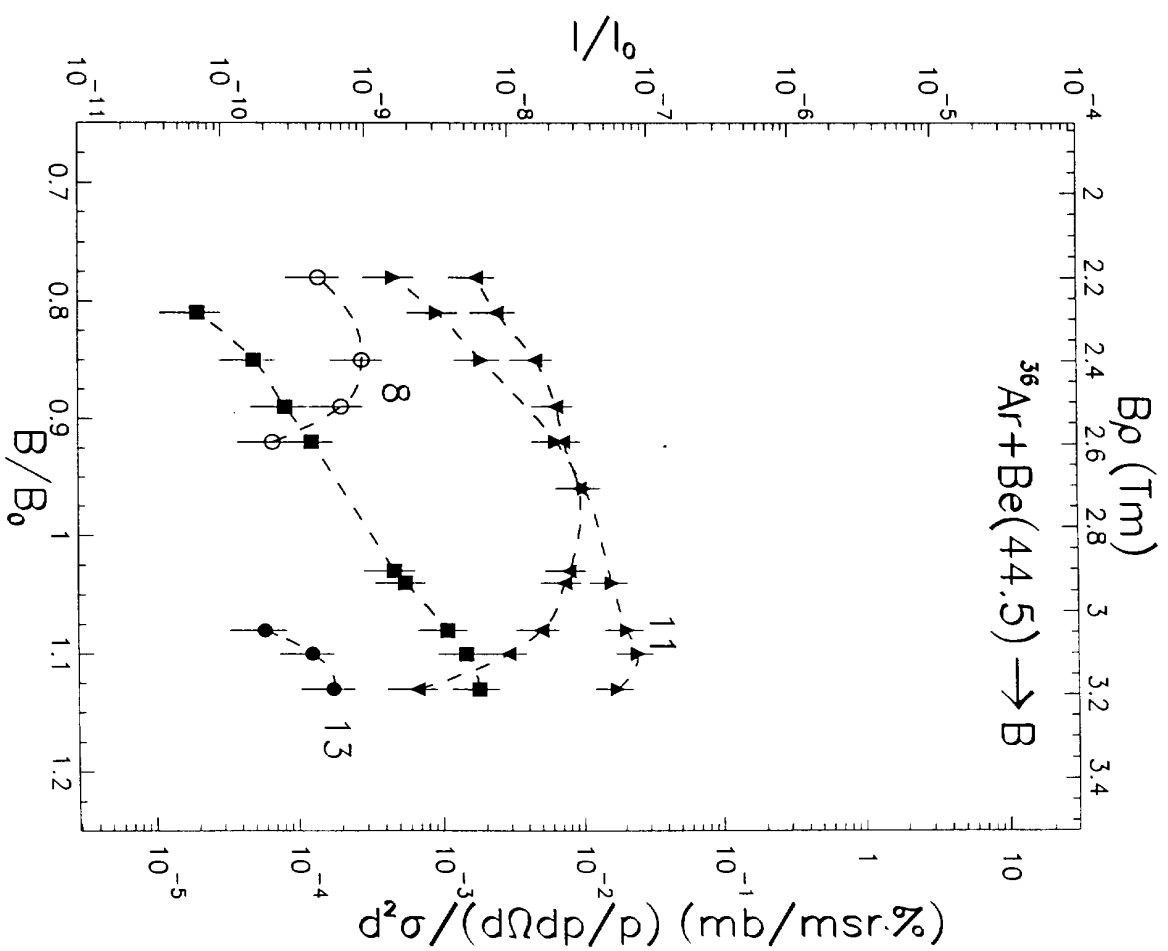 Bρ (Tm)
2 2.2 2.4 2.6 2.8 3 3.2 3.4
³⁶Ar+Be(44.5) → B
I/I₀
10⁻⁴
10⁻⁵
10⁻⁶
10⁻⁷
10⁻⁸
10⁻⁹
10⁻¹⁰
10⁻¹¹
11
8
13
10
1
10⁻²
10⁻³
10⁻⁴
10⁻⁵
d²σ/(dΩdp/p) (mb/msr.%)
0.7 0.8 0.9 1 1.1 1.2
B/B₀